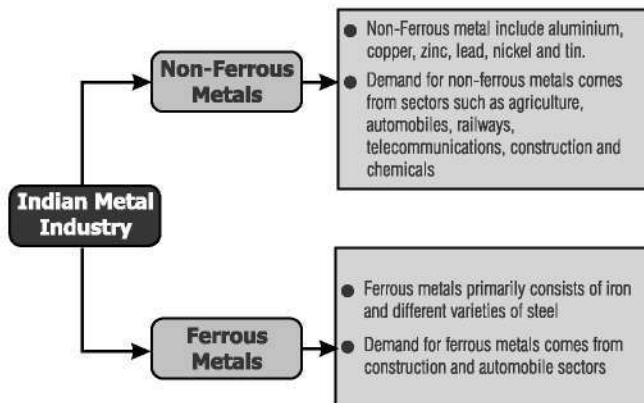 Non-Ferrous
Metals
● Non-Ferrous metal include aluminium,
copper, zinc, lead, nickel and tin.
● Demand for non-ferrous metals comes
from sectors such as agriculture,
automobiles, railways,
telecommunications, construction and
chemicals
Indian Metal
Industry
Ferrous
Metals
● Ferrous metals primarily consists of iron
and different varieties of steel
● Demand for ferrous metals comes from
construction and automobile sectors